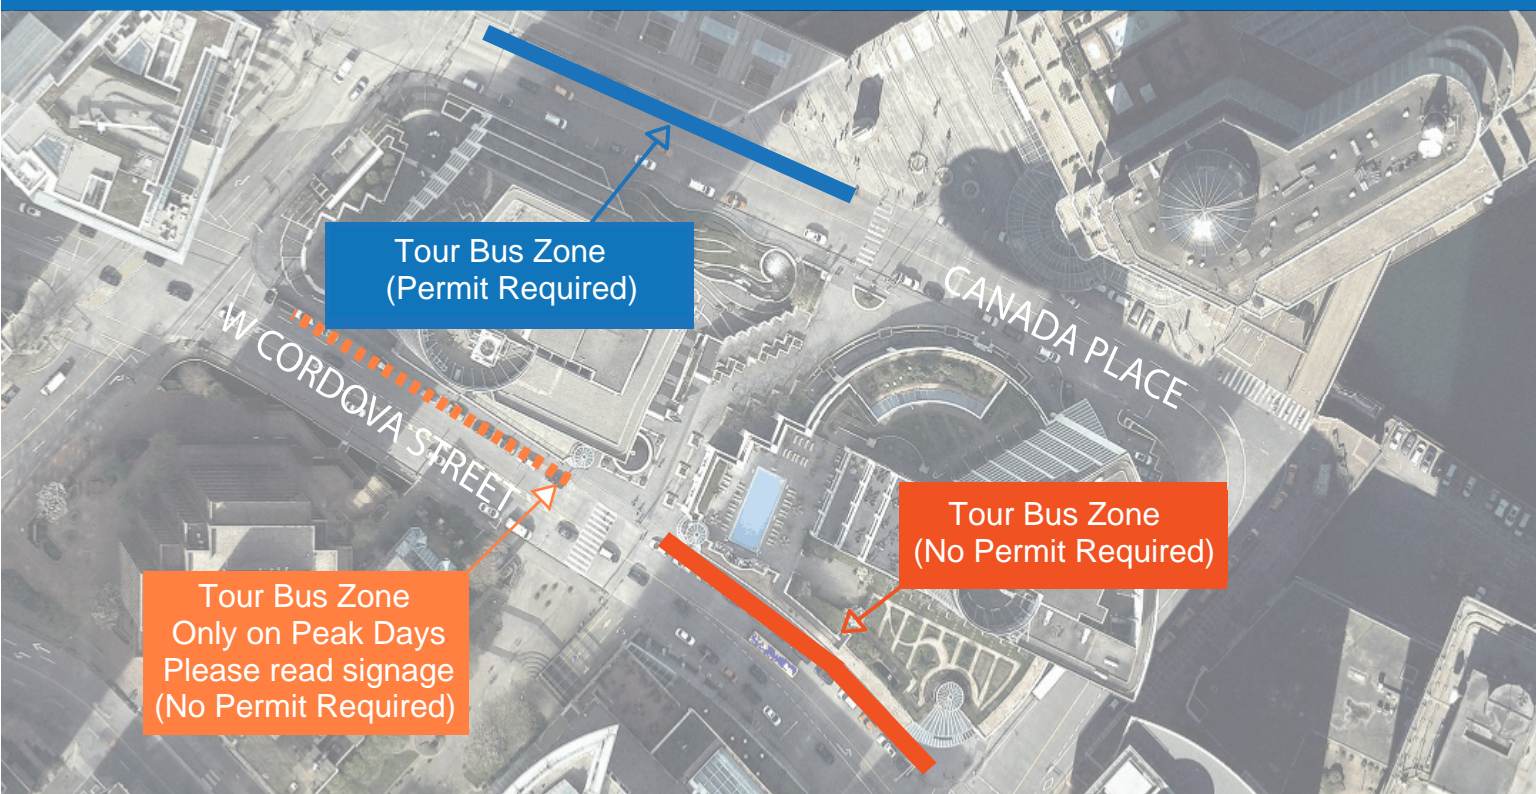 Tour Bus Zone
(Permit Required)
CANADA PLACE
W CORDOVA STREET
Tour Bus Zone
(No Permit Required)
Tour Bus Zone
Only on Peak Days
Please read signage
(No Permit Required)